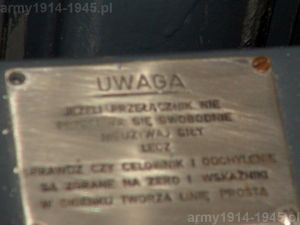 army1914-1945.pl
UWAGA
JEŻELI PRZEŁĄCZNIK NIE
SIĘ SWOBODNIE
NIE UŻYWAJ SIŁY
LECZ
SPRAWDŹ CZY CELOWNIK I ODCHYLENIE
SĄ ZGRANE NA ZERO I WSKAŹNIKI
W OKIENKU TWORZĄ LINIĘ PROSTĄ
army1914-1945.pl